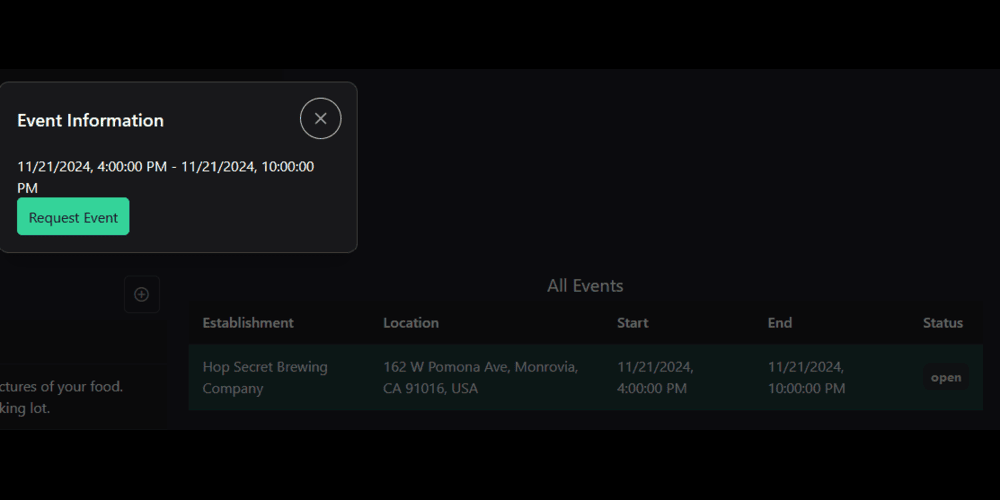 Event Information
11/21/2024, 4:00:00 PM - 11/21/2024, 10:00:00
PM
Request Event
All Events
Establishment Location Start End Status
Hop Secret Brewing 162 W Pomona Ave, Monrovia, 11/21/2024, 11/21/2024, open
Company CA 91016, USA 4:00:00 PM 10:00:00 PM
ctures of your food.
king lot.